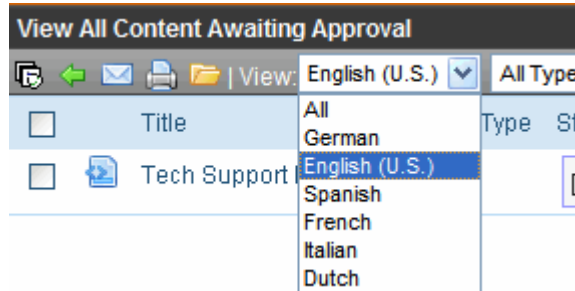 View All Content Awaiting Approval
| View: English (U.S.) All Type
Title Type
All
German
English (U.S.)
Tech Support
Spanish
French
Italian
Dutch